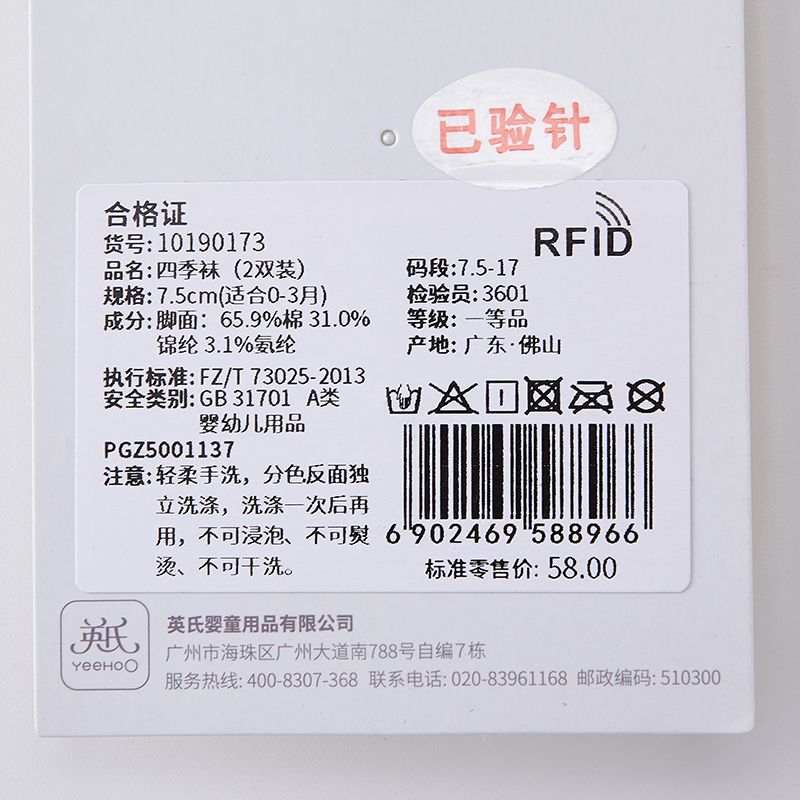 已验针
合格证
RFID
货号: 10190173
品名: 四季袜（2双装）
码段: 7.5-17
规格: 7.5cm(适合0-3月)
检验员: 3601
成分: 脚面：65.9%棉 31.0%
等级: 一等品
锦纶 3.1%氨纶
产地: 广东·佛山
执行标准: FZ/T 73025-2013
安全类别: GB 31701 A类
婴幼儿用品
PGZ5001137
注意: 轻柔手洗，分色反面独
立洗涤，洗涤一次后再
用，不可浸泡、不可熨
烫、不可干洗。
6 902469 588966
标准零售价: 58.00
英氏
YeeHoO
英氏婴童用品有限公司
广州市海珠区广州大道南788号自编7栋
服务热线: 400-8307-368 联系电话: 020-83961168 邮政编码: 510300